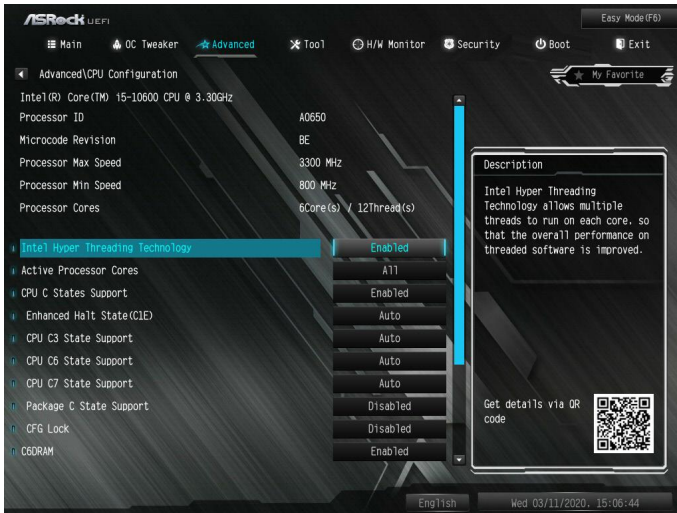 ASRock UEFI
Easy Mode(F6)
Main OC Tweaker Advanced Tool H/W Monitor Security Boot Exit
Advanced\CPU Configuration
My Favorite
Intel(R) Core(TM) i5-10600 CPU @ 3.30GHz
Processor ID A0650
Microcode Revision BE
Processor Max Speed 3300 MHz
Processor Min Speed 800 MHz
Processor Cores 6Core(s) / 12Thread(s)
Intel Hyper Threading Technology Enabled
Active Processor Cores All
CPU C States Support Enabled
Enhanced Halt State(C1E) Auto
CPU C3 State Support Auto
CPU C6 State Support Auto
CPU C7 State Support Auto
Package C State Support Disabled
CFG Lock Disabled
C6DRAM Enabled
Description
Intel Hyper Threading
Technology allows multiple
threads to run on each core, so
that the overall performance on
threaded software is improved.
Get details via QR
code
English
Wed 03/11/2020, 15:06:44